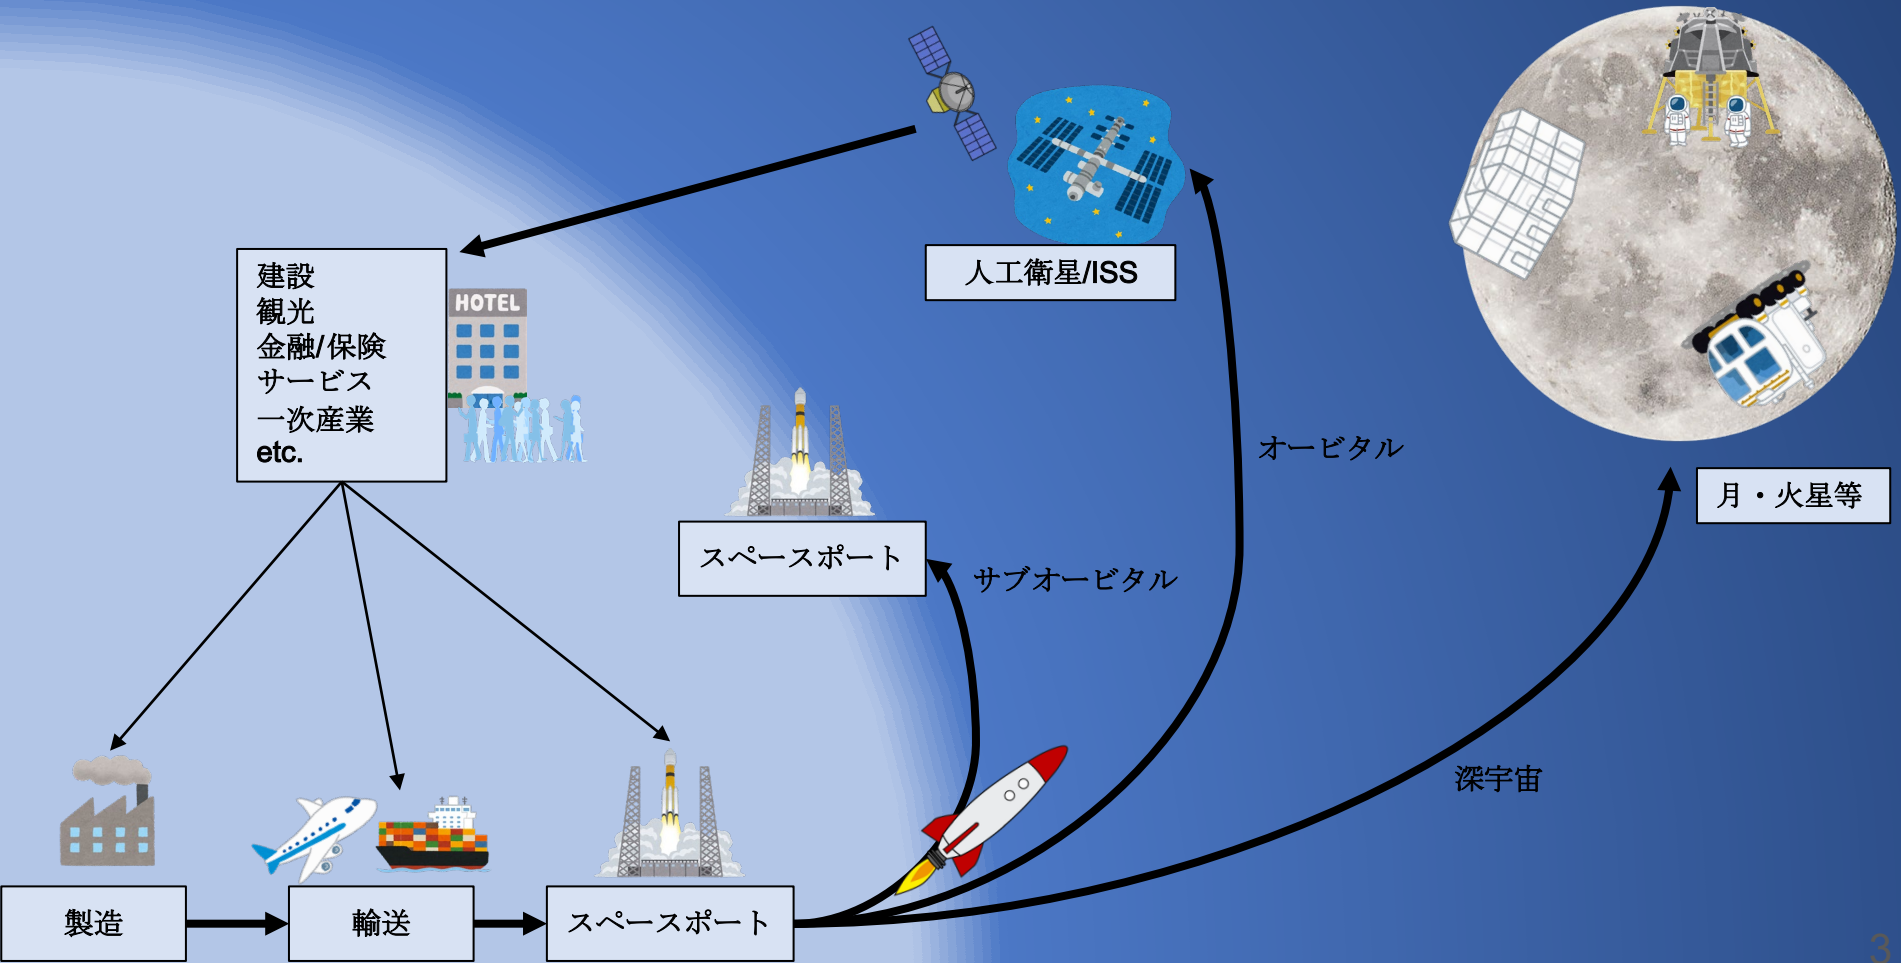 人工衛星/ISS
建設
観光
金融/保険
サービス
一次産業
etc.
HOTEL
オービタル
月・火星等
スペースポート
サブオービタル
深宇宙
製造
輸送
スペースポート
3